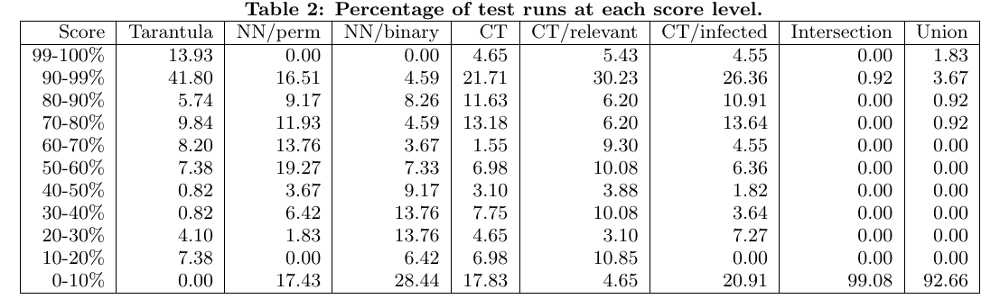 Table 2: Percentage of test runs at each score level.
Score Tarantula NN/perm NN/binary CT CT/relevant CT/infected Intersection Union
99-100% 13.93 0.00 0.00 4.65 5.43 4.55 0.00 1.83
90-99% 41.80 16.51 4.59 21.71 30.23 26.36 0.92 3.67
80-90% 5.74 9.17 8.26 11.63 6.20 10.91 0.00 0.92
70-80% 9.84 11.93 4.59 13.18 6.20 13.64 0.00 0.92
60-70% 8.20 13.76 3.67 1.55 9.30 4.55 0.00 0.00
50-60% 7.38 19.27 7.33 6.98 10.08 6.36 0.00 0.00
40-50% 0.82 3.67 9.17 3.10 3.88 1.82 0.00 0.00
30-40% 0.82 6.42 13.76 7.75 10.08 3.64 0.00 0.00
20-30% 4.10 1.83 13.76 4.65 3.10 7.27 0.00 0.00
10-20% 7.38 0.00 6.42 6.98 10.85 0.00 0.00 0.00
0-10% 0.00 17.43 28.44 17.83 4.65 20.91 99.08 92.66